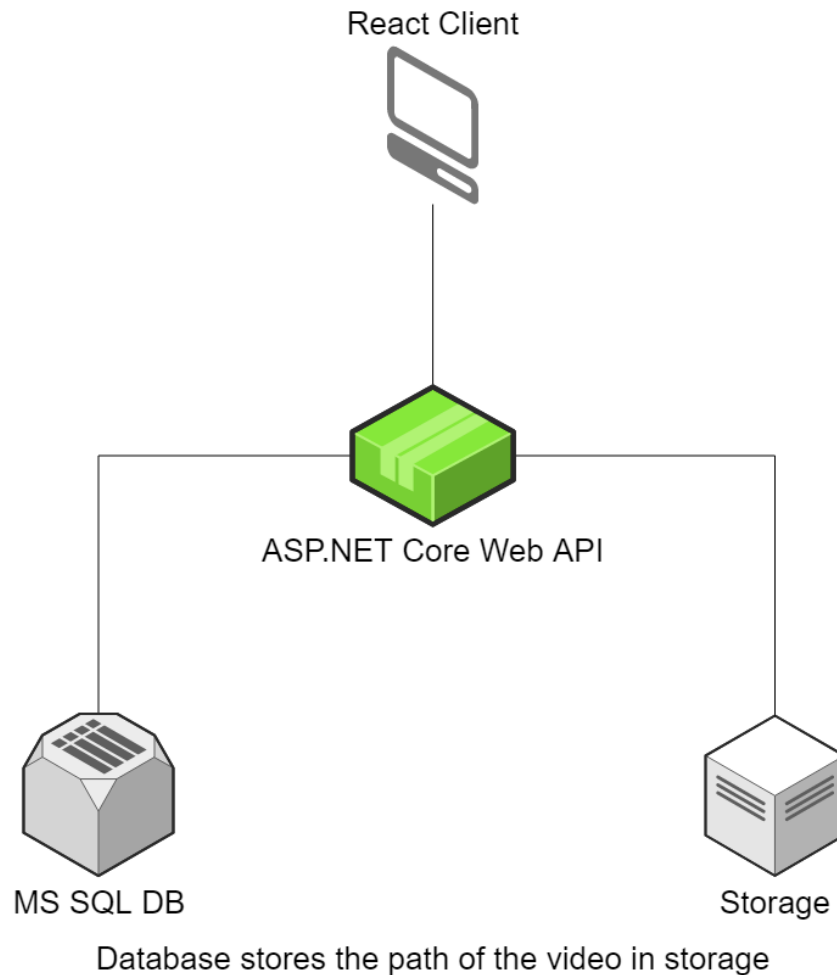 React Client
ASP.NET Core Web API
MS SQL DB
Storage
Database stores the path of the video in storage